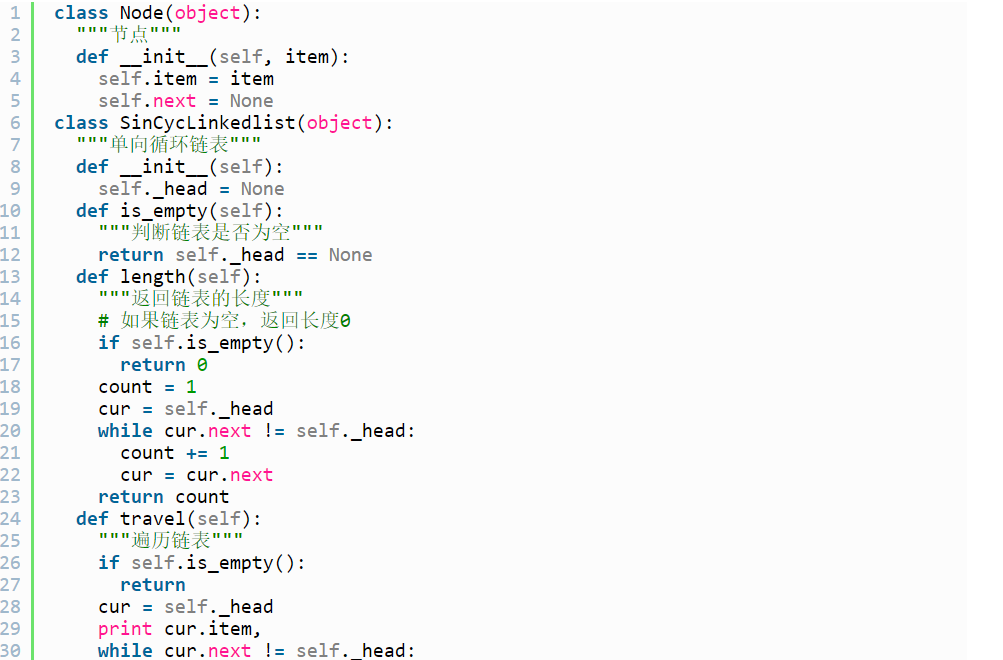 1 class Node(object):
2 """节点"""
3 def __init__(self, item):
4 self.item = item
5 self.next = None
6 class SinCycLinkedlist(object):
7 """单向循环链表"""
8 def __init__(self):
9 self._head = None
10 def is_empty(self):
11 """判断链表是否为空"""
12 return self._head == None
13 def length(self):
14 """返回链表的长度"""
15 # 如果链表为空，返回长度0
16 if self.is_empty():
17 return 0
18 count = 1
19 cur = self._head
20 while cur.next != self._head:
21 count += 1
22 cur = cur.next
23 return count
24 def travel(self):
25 """遍历链表"""
26 if self.is_empty():
27 return
28 cur = self._head
29 print cur.item,
30 while cur.next != self._head: